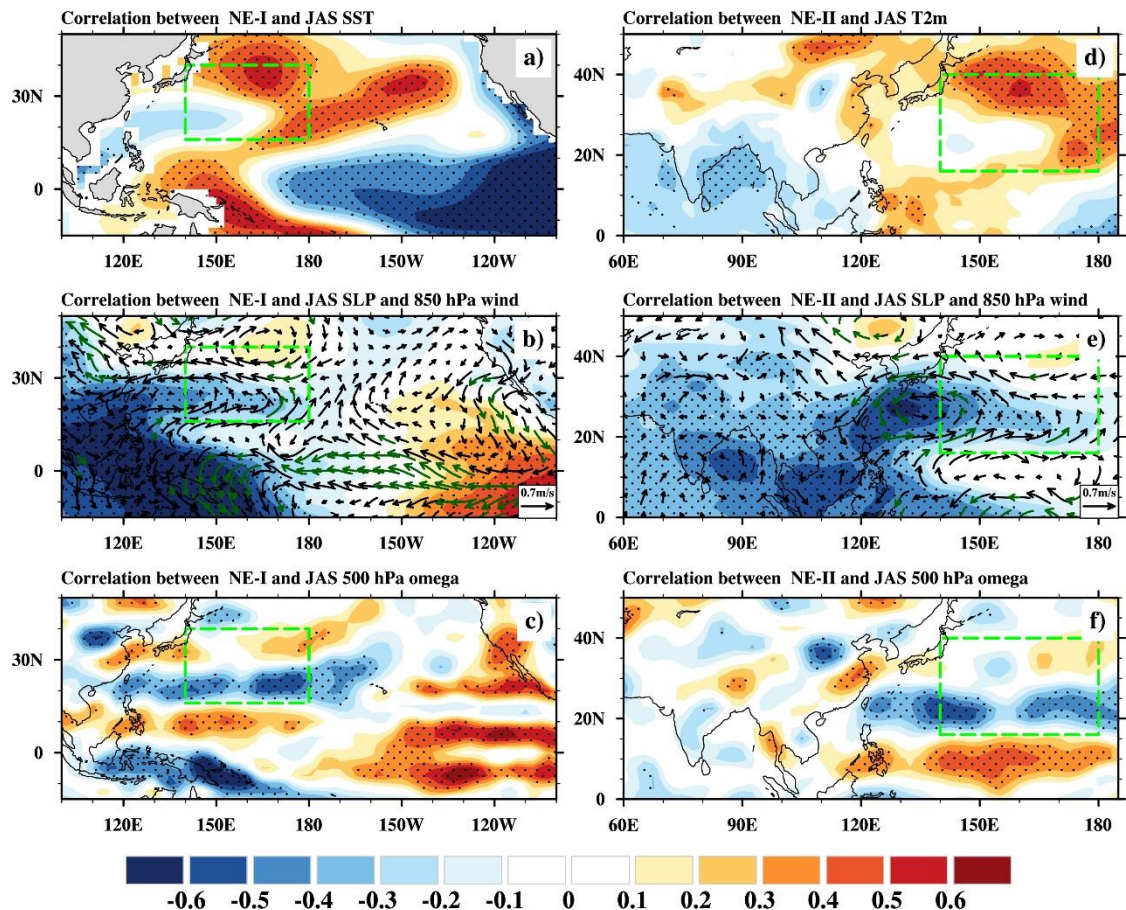 Correlation between NE-I and JAS SST
a)
30N
0
120E 150E 180 150W 120W
Correlation between NE-II and JAS T2m
d)
40N
20N
0
60E 90E 120E 150E 180
Correlation between NE-I and JAS SLP and 850 hPa wind
b)
30N
0
0.7m/s
120E 150E 180 150W 120W
Correlation between NE-II and JAS SLP and 850 hPa wind
e)
40N
20N
0
0.7m/s
60E 90E 120E 150E 180
Correlation between NE-I and JAS 500 hPa omega
c)
30N
0
120E 150E 180 150W 120W
Correlation between NE-II and JAS 500 hPa omega
f)
40N
20N
0
60E 90E 120E 150E 180
-0.6 -0.5 -0.4 -0.3 -0.2 -0.1 0 0.1 0.2 0.3 0.4 0.5 0.6